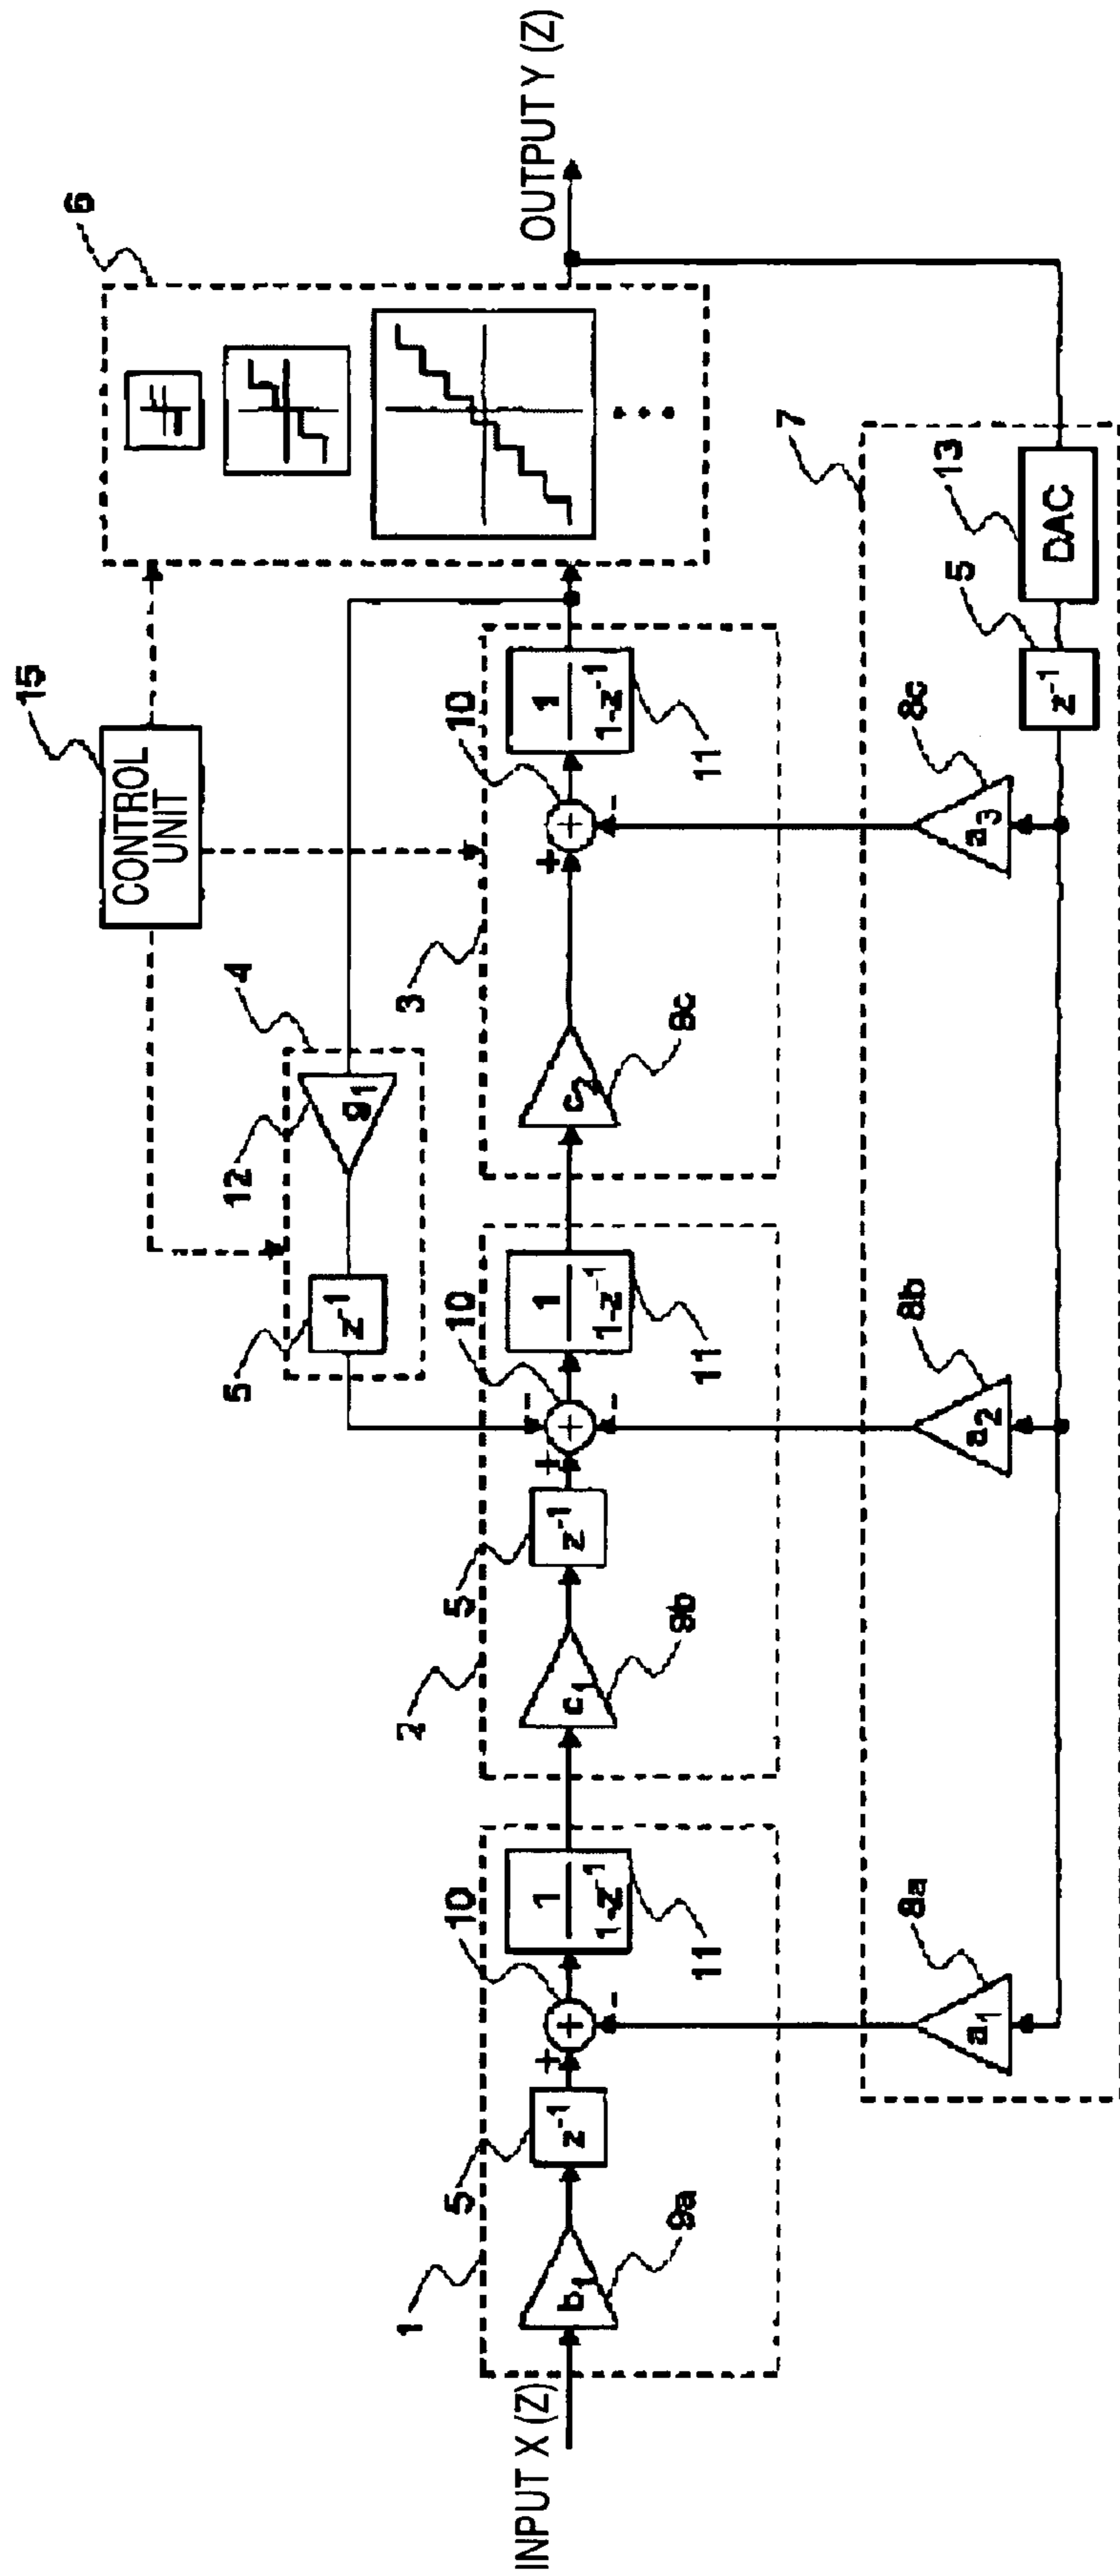 15
CONTROL
UNIT
6
4
12
g₁
5
z⁻¹
OUTPUT Y (Z)
INPUT X (Z)
1
b₁
9a
5
z⁻¹
+
+
-
10
1
1-z⁻¹
11
2
c₁
9b
5
z⁻¹
+
-
+
-
10
1
1-z⁻¹
11
3
c₂
8c
+
+
-
10
1
1-z⁻¹
11
7
a₁
8a
a₂
8b
a₃
8c
z⁻¹
5
DAC
13